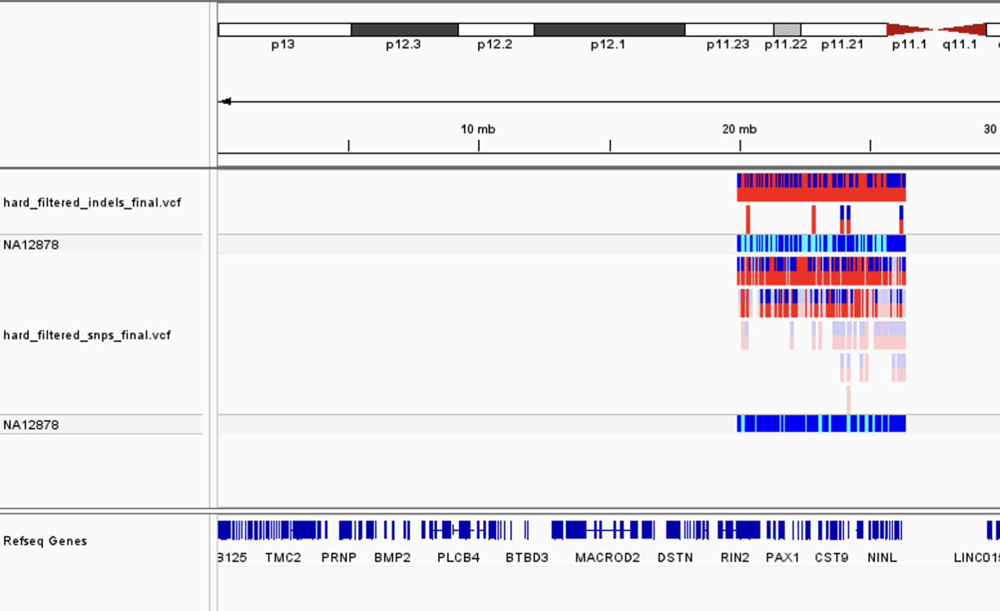 p13 p12.3 p12.2 p12.1 p11.23 p11.22 p11.21 p11.1 q11.1
10 mb 20 mb 30
hard_filtered_indels_final.vcf
NA12878
hard_filtered_snps_final.vcf
NA12878
Refseq Genes
B125 TMC2 PRNP BMP2 PLCB4 BTBD3 MACROD2 DSTN RIN2 PAX1 CST9 NINL LINC015